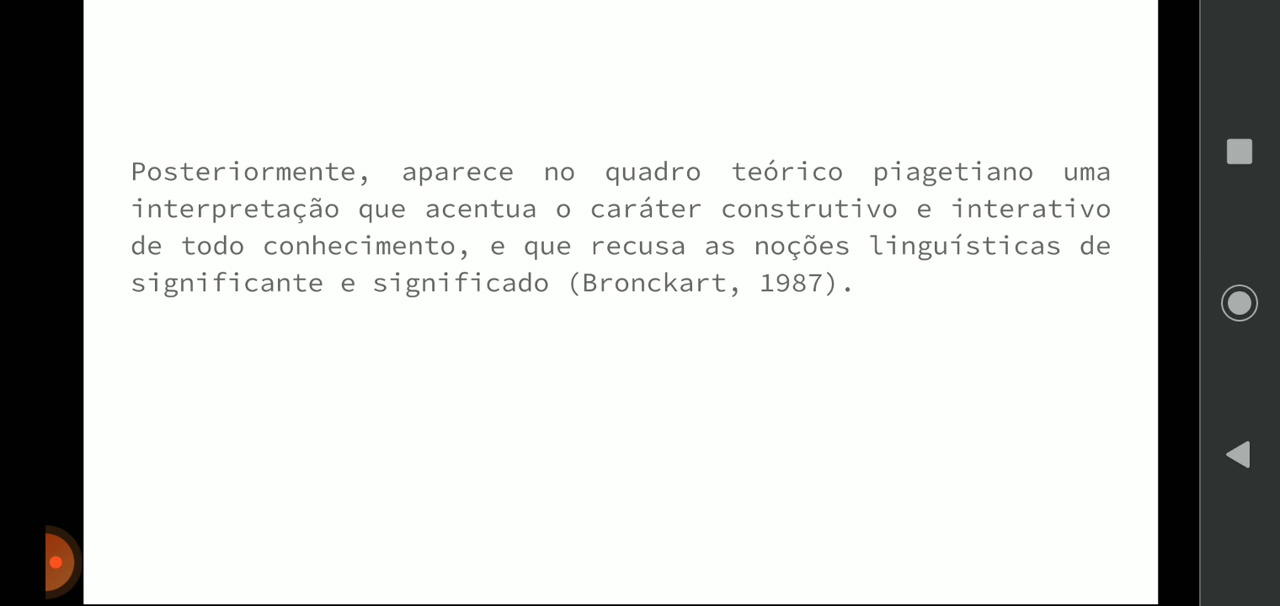 Posteriormente, aparece no quadro teórico piagetiano uma
interpretação que acentua o caráter construtivo e interativo
de todo conhecimento, e que recusa as noções linguísticas de
significante e significado (Bronckart, 1987).